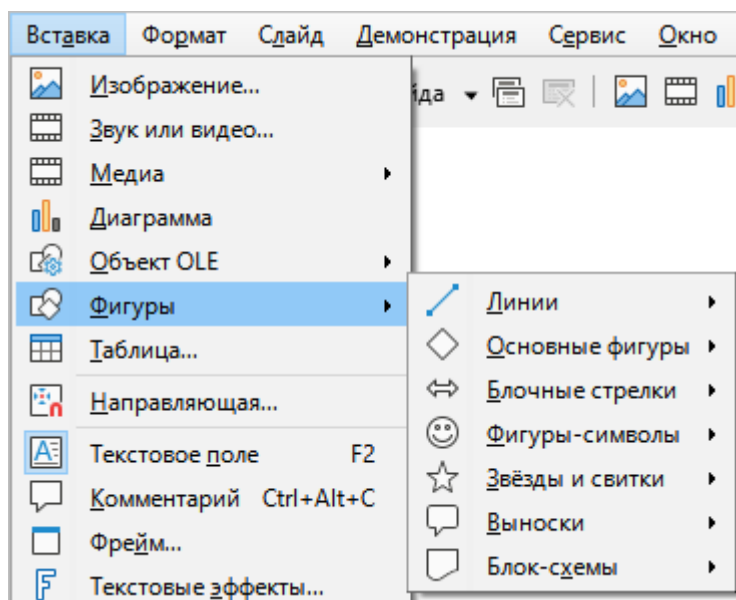 Вставка Формат Слайд Демонстрация Сервис Окно
Изображение...
йда
Звук или видео...
Медиа
Диаграмма
Объект OLE
Фигуры
Таблица...
Направляющая...
Текстовое поле F2
Комментарий Ctrl+Alt+C
Фрейм...
Текстовые эффекты...
Линии
Основные фигуры
Блочные стрелки
Фигуры-символы
Звёзды и свитки
Выноски
Блок-схемы